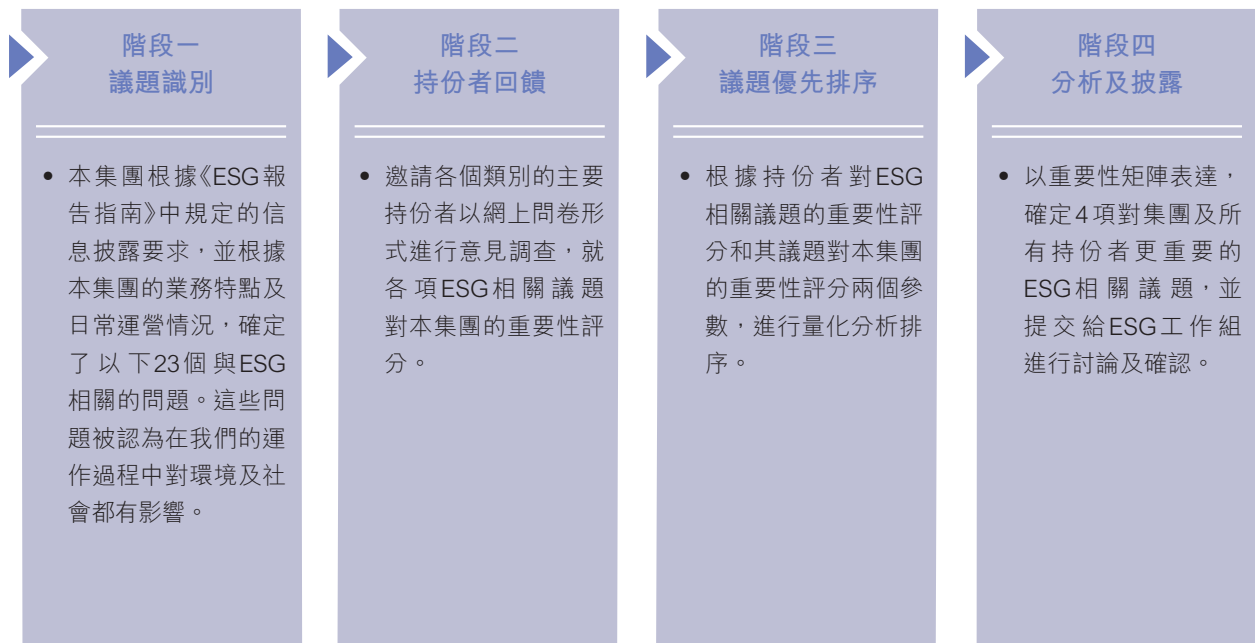 階段一
議題識別
• 本集團根據《ESG報
告指南》中規定的信
息披露要求，並根據
本集團的業務特點及
日常運營情況，確定
了以下23個與ESG
相關的問題。這些問
題被認為在我們的運
作過程中對環境及社
會都有影響。
階段二
持份者回饋
• 邀請各個類別的主要
持份者以網上問卷形
式進行意見調查，就
各項ESG相關議題
對本集團的重要性評
分。
階段三
議題優先排序
• 根據持份者對ESG
相關議題的重要性評
分和其議題對本集團
的重要性評分兩個參
數，進行量化分析排
序。
階段四
分析及披露
• 以重要性矩陣表達，
確定4項對集團及所
有持份者更重要的
ESG相關議題，並
提交給ESG工作組
進行討論及確認。